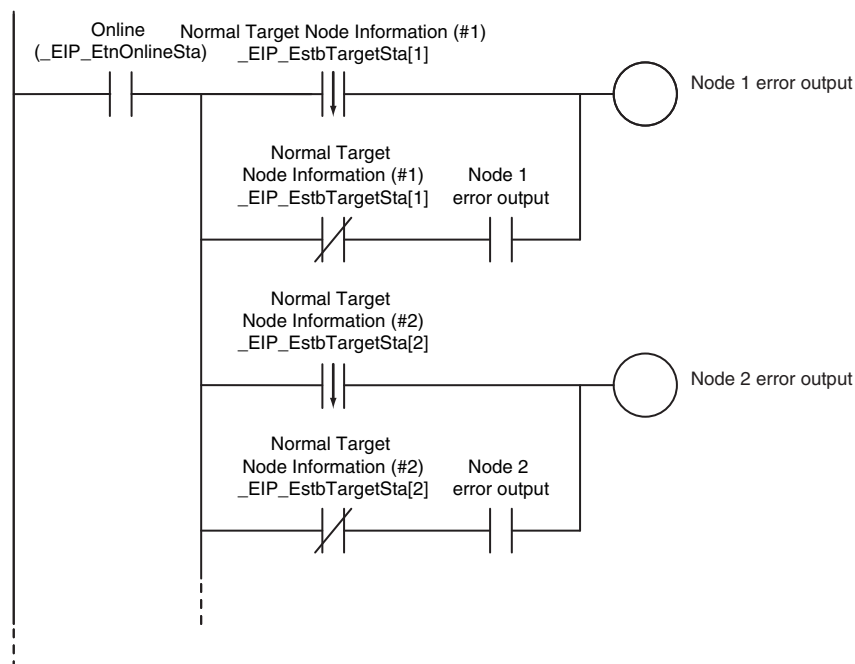 Online
(_EIP_EtnOnlineSta)
Normal Target Node Information (#1)
_EIP_EstbTargetSta[1]
Node 1 error output
Normal Target
Node Information (#1)
_EIP_EstbTargetSta[1]
Node 1
error output
Normal Target
Node Information (#2)
_EIP_EstbTargetSta[2]
Node 2 error output
Normal Target
Node Information (#2)
_EIP_EstbTargetSta[2]
Node 2
error output